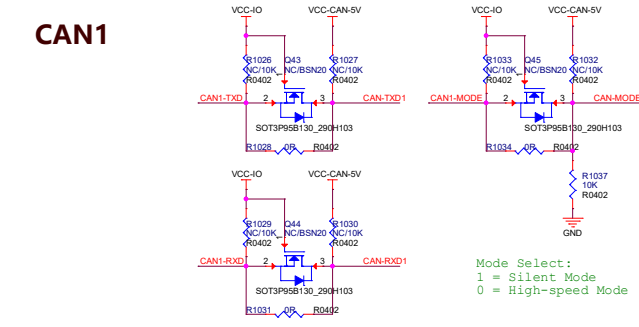 CAN1
VCC-IO
VCC-CAN-5V
R1026
NC/10K
R0402
Q43
NC/BSN20
R1027
NC/10K
R0402
1
CAN1-TXD
2
3
CAN-TXD1
SOT3P95B130_290H103
R1028
0R
R0402
VCC-IO
VCC-CAN-5V
R1033
NC/10K
R0402
Q45
NC/BSN20
R1032
NC/10K
R0402
1
CAN1-MODE
2
3
CAN-MODE
SOT3P95B130_290H103
R1034
0R
R0402
R1037
10K
R0402
GND
VCC-IO
VCC-CAN-5V
R1029
NC/10K
R0402
Q44
NC/BSN20
R1030
NC/10K
R0402
1
CAN1-RXD
2
3
CAN-RXD1
SOT3P95B130_290H103
R1031
0R
R0402
Mode Select:
1 = Silent Mode
0 = High-speed Mode